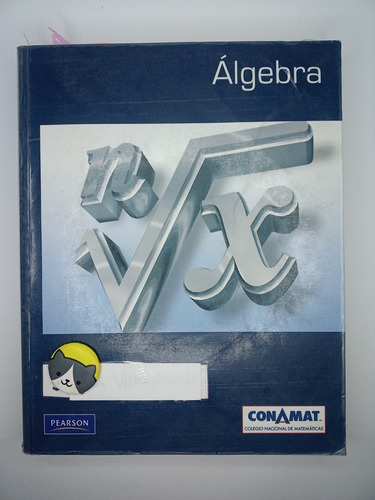 Álgebra
n
√x
PEARSON
CONAMAT
COLEGIO NACIONAL DE MATEMÁTICAS